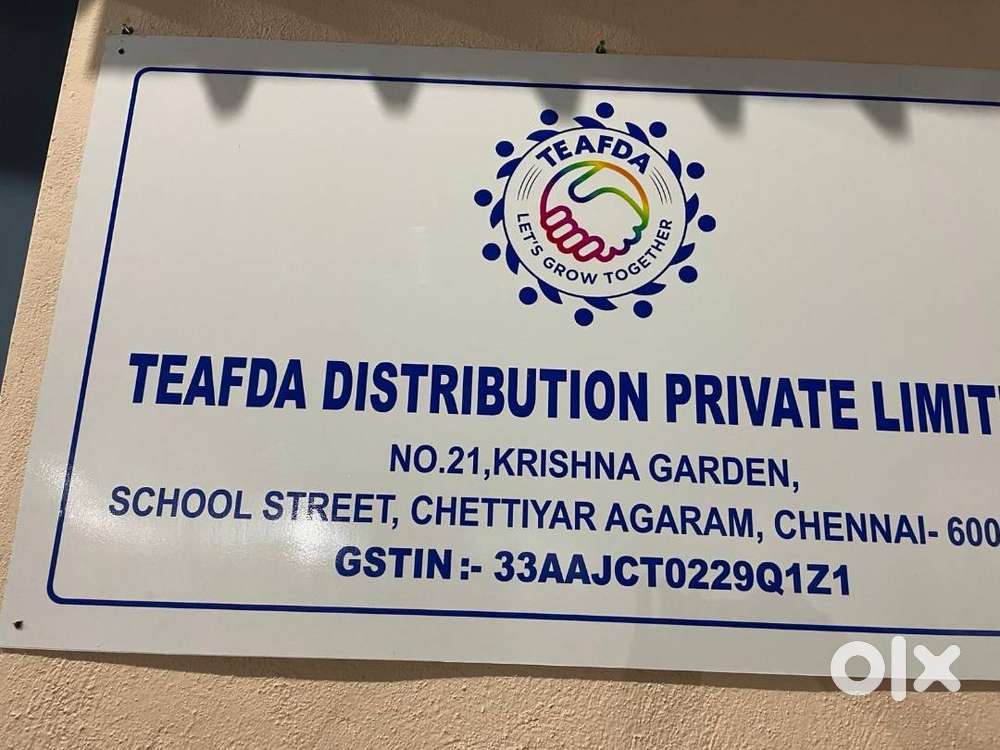 TEAFDA
LET'S GROW TOGETHER
TEAFDA DISTRIBUTION PRIVATE LIMIT
NO.21,KRISHNA GARDEN,
SCHOOL STREET, CHETTIYAR AGARAM, CHENNAI- 600
GSTIN:- 33AAJCT0229Q1Z1
olx